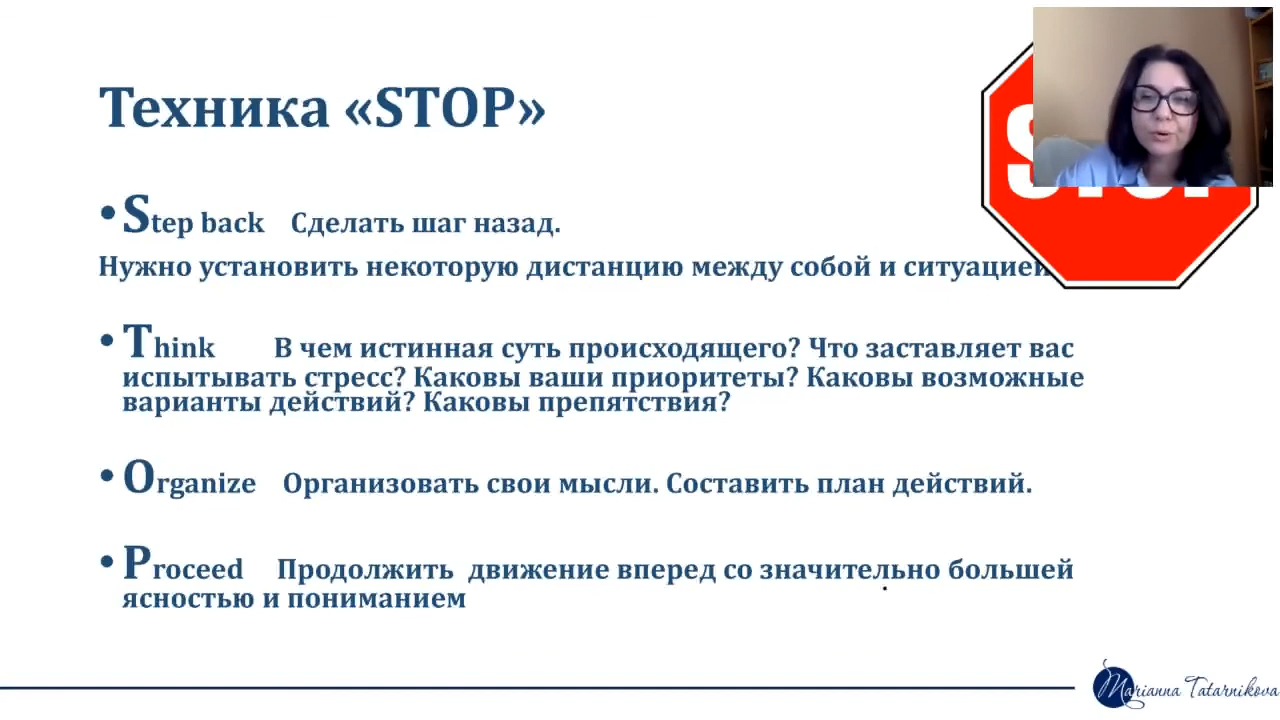 Техника «STOP»
• Step back Сделать шаг назад.
Нужно установить некоторую дистанцию между собой и ситуацией
• Think В чем истинная суть происходящего? Что заставляет вас
испытывать стресс? Каковы ваши приоритеты? Каковы возможные
варианты действий? Каковы препятствия?
• Organize Организовать свои мысли. Составить план действий.
• Proceed Продолжить движение вперед со значительно большей
ясностью и пониманием
Marianna Tatarnikova